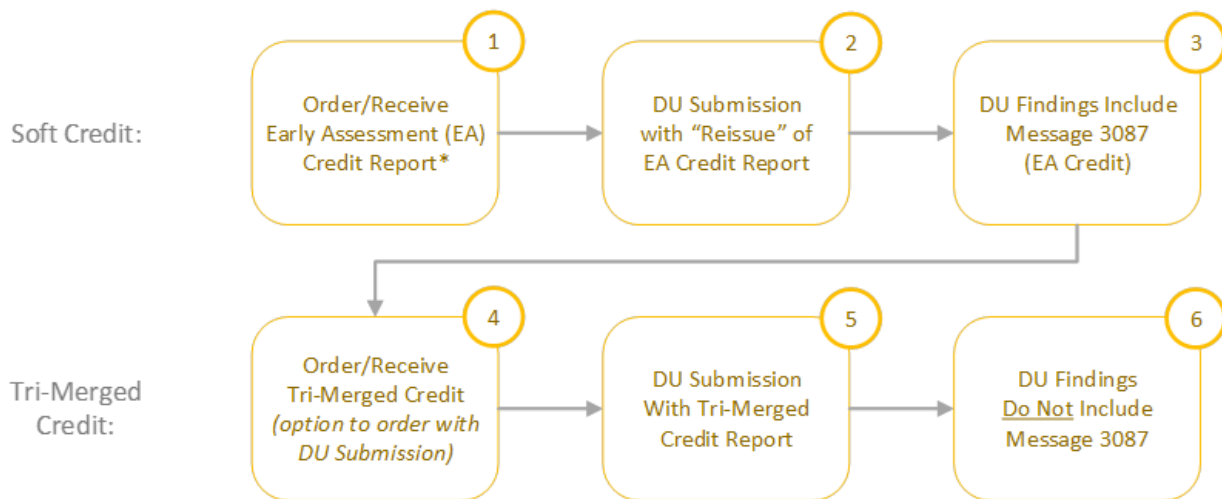 1
2
3
Soft Credit:
Order/Receive
Early Assessment (EA)
Credit Report*
DU Submission
with “Reissue” of
EA Credit Report
DU Findings Include
Message 3087
(EA Credit)
4
5
6
Tri-Merged
Credit:
Order/Receive
Tri-Merged Credit
(option to order with
DU Submission)
DU Submission
With Tri-Merged
Credit Report
DU Findings
Do Not Include
Message 3087